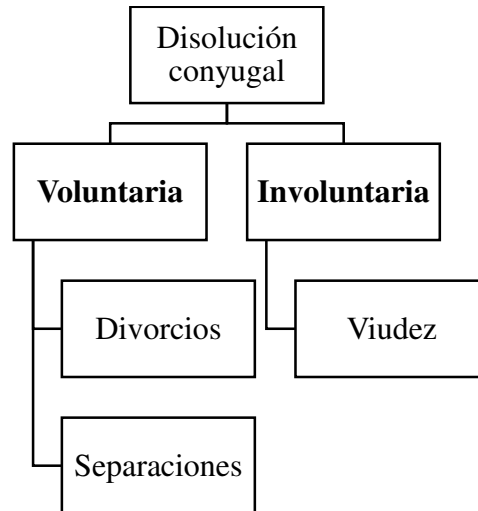 Disolución
conyugal
Voluntaria
Involuntaria
Divorcios
Viudez
Separaciones